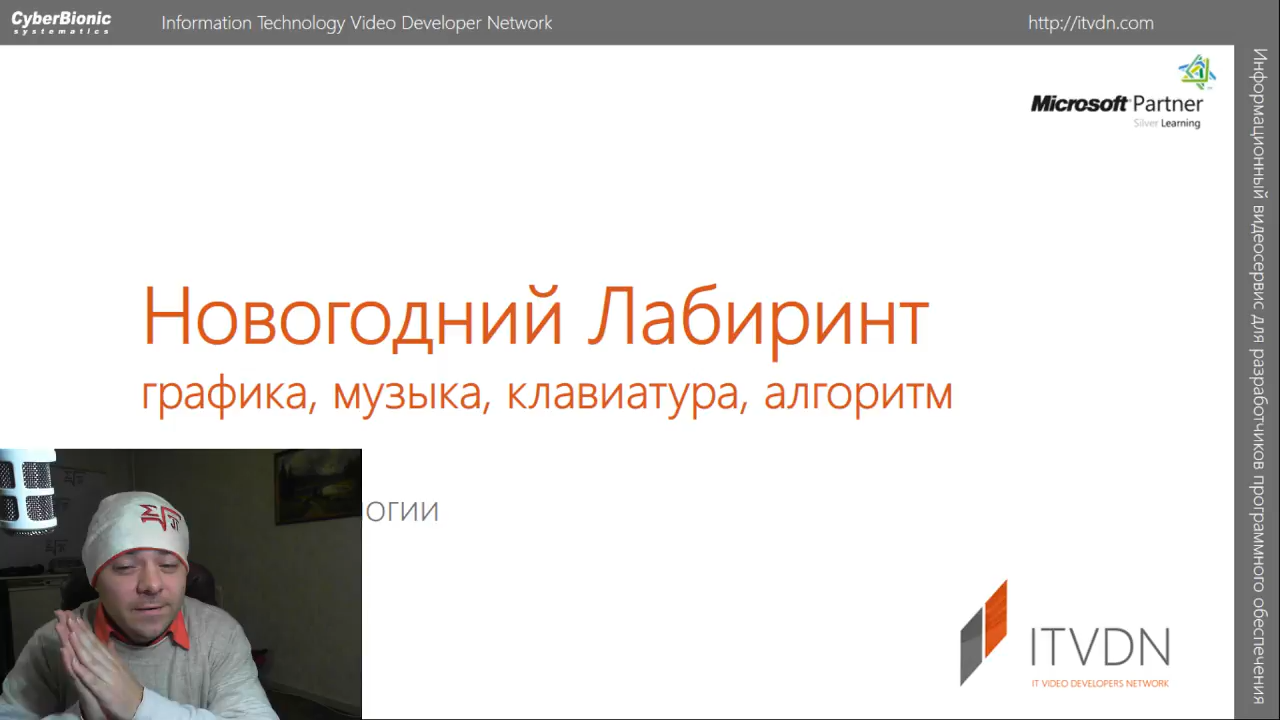 CyberBionic
systematics
Information Technology Video Developer Network
http://itvdn.com
Microsoft Partner
Silver Learning
Новогодний Лабиринт
графика, музыка, клавиатура, алгоритм
огии
ITVDN
IT VIDEO DEVELOPERS NETWORK
Информационный видеосервис для разработчиков программного обеспечения